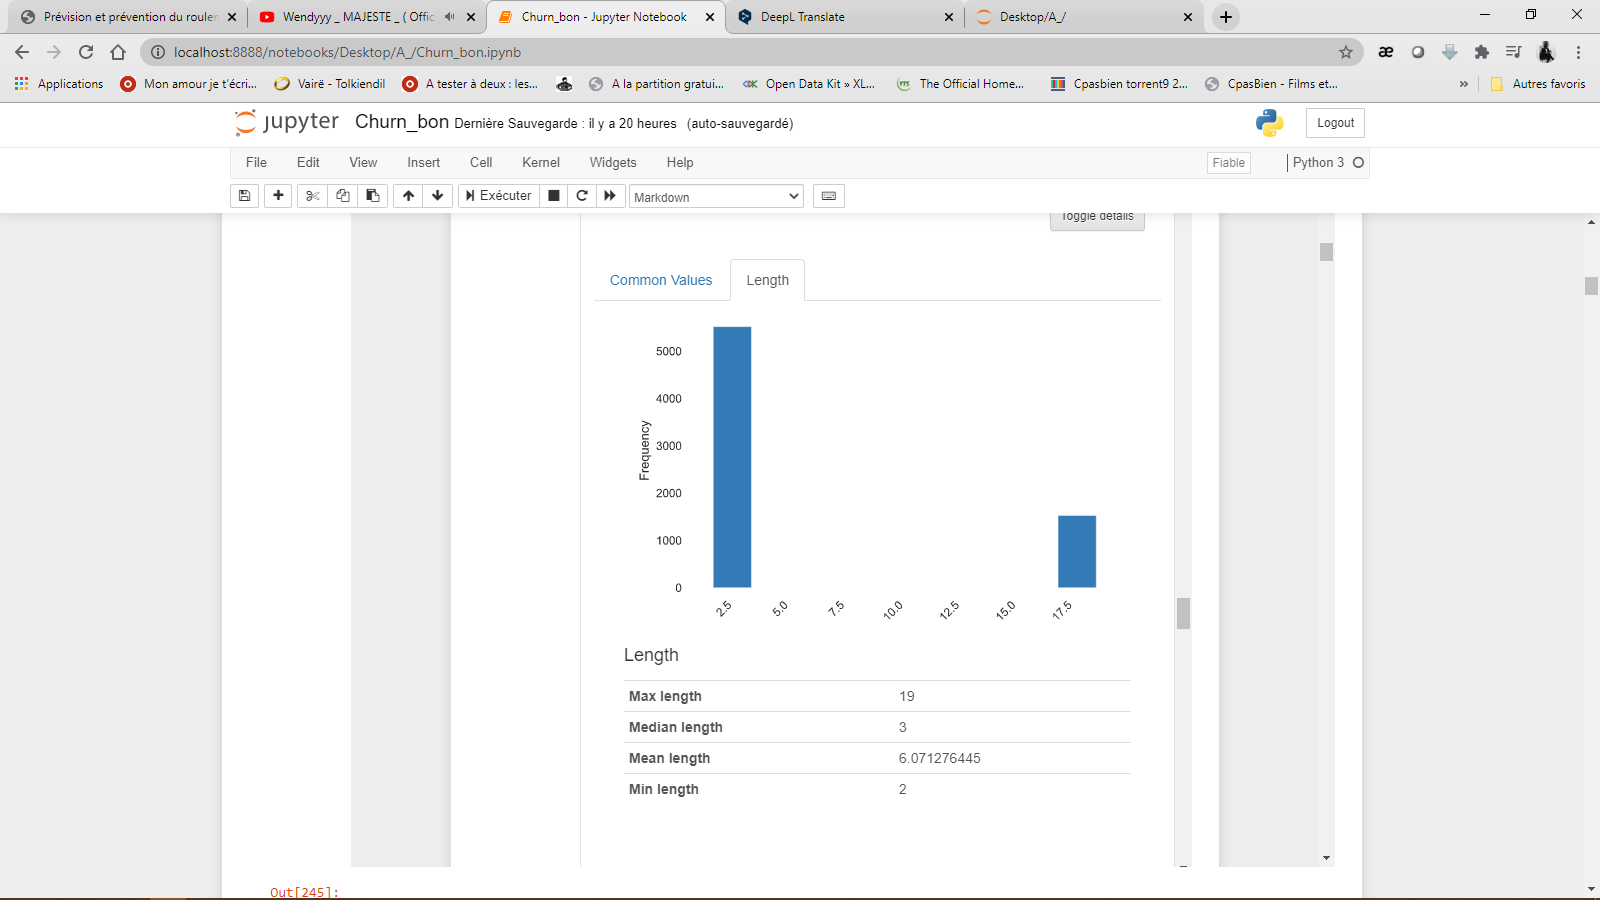 Prévision et prévention du rouler
Wendyyy _ MAJESTE _ ( Offic
Churn_bon - Jupyter Notebook
DeepL Translate
Desktop/A_/
localhost:8888/notebooks/Desktop/A_/Churn_bon.ipynb
Applications
Mon amour je t'écri...
Vairë - Tolkiendil
A tester à deux : les...
A la partition gratui...
Open Data Kit » XL...
The Official Home...
Cpasbien torrent9 2...
CpasBien - Films et...
»
Autres favoris
jupyter Churn_bon Dernière Sauvegarde : il y a 20 heures (auto-sauvegardé)
Logout
File Edit View Insert Cell Kernel Widgets Help
Fiable
Python 3
Exécuter
Markdown
Toggle details
Common Values
Length
5000
4000
3000
2000
1000
0
Frequency
2.5 5.0 7.5 10.0 12.5 15.0 17.5
Length
Max length 19
Median length 3
Mean length 6.071276445
Min length 2
Out[245]: